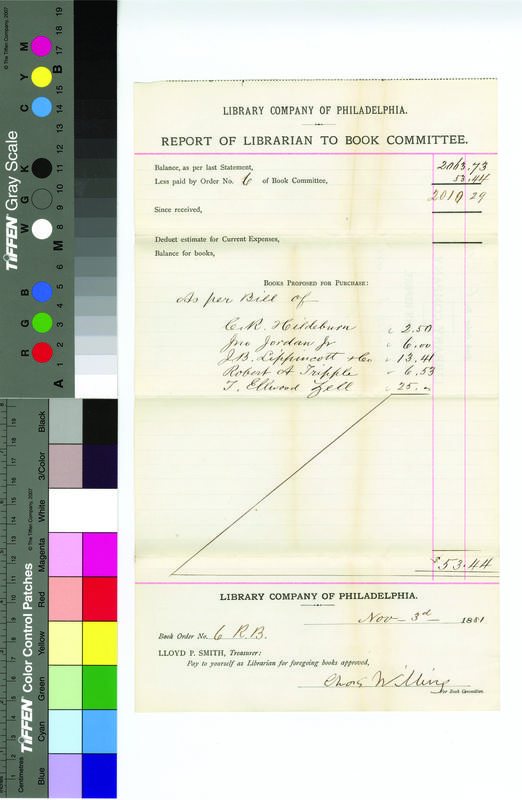 LIBRARY COMPANY OF PHILADELPHIA.
REPORT OF LIBRARIAN TO BOOK COMMITTEE.
Balance, as per last Statement, 2063.73
Less paid by Order No. 6 of Book Committee, 53.44
2010 29
Since received,
Deduct estimate for Current Expenses,
Balance for books,
BOOKS PROPOSED FOR PURCHASE:
As per Bill of
C.R. Hildeburn 2.50
Jno Jordan Jr 6.00
J.B. Lippincott & Co. 13.41
Robert A Tripple 6.53
T. Ellwood Zell 25.
$53.44
LIBRARY COMPANY OF PHILADELPHIA.
Nov 3d 1881
Book Order No. 6 R.B.
LLOYD P. SMITH, Treasurer:
Pay to yourself as Librarian for foregoing books approved,
Chas Willing
For Book Committee.
TIFFEN Gray Scale
© The Tiffen Company, 2007
R G B W G K C Y M
A 1 2 3 4 5 6 M 8 9 10 11 12 13 14 15 B 17 18 19
TIFFEN Color Control Patches
© The Tiffen Company, 2007
Centimetres
Blue Cyan Green Yellow Red Magenta White 3/Color Black